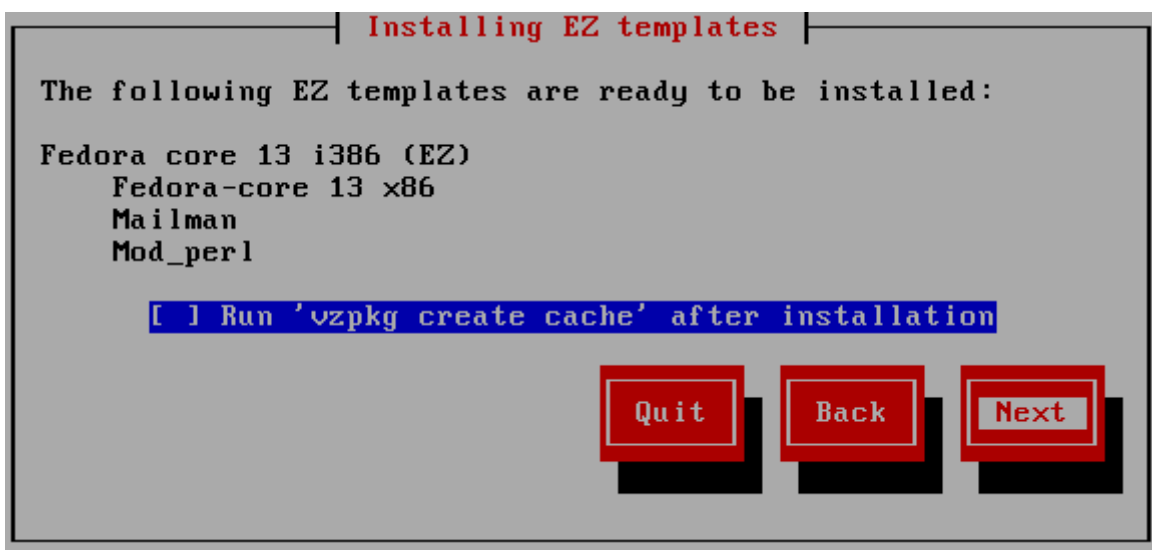 Installing EZ templates
The following EZ templates are ready to be installed:
Fedora core 13 i386 (EZ)
Fedora-core 13 x86
Mailman
Mod_perl
[ ] Run 'vzpkg create cache' after installation
Quit Back Next